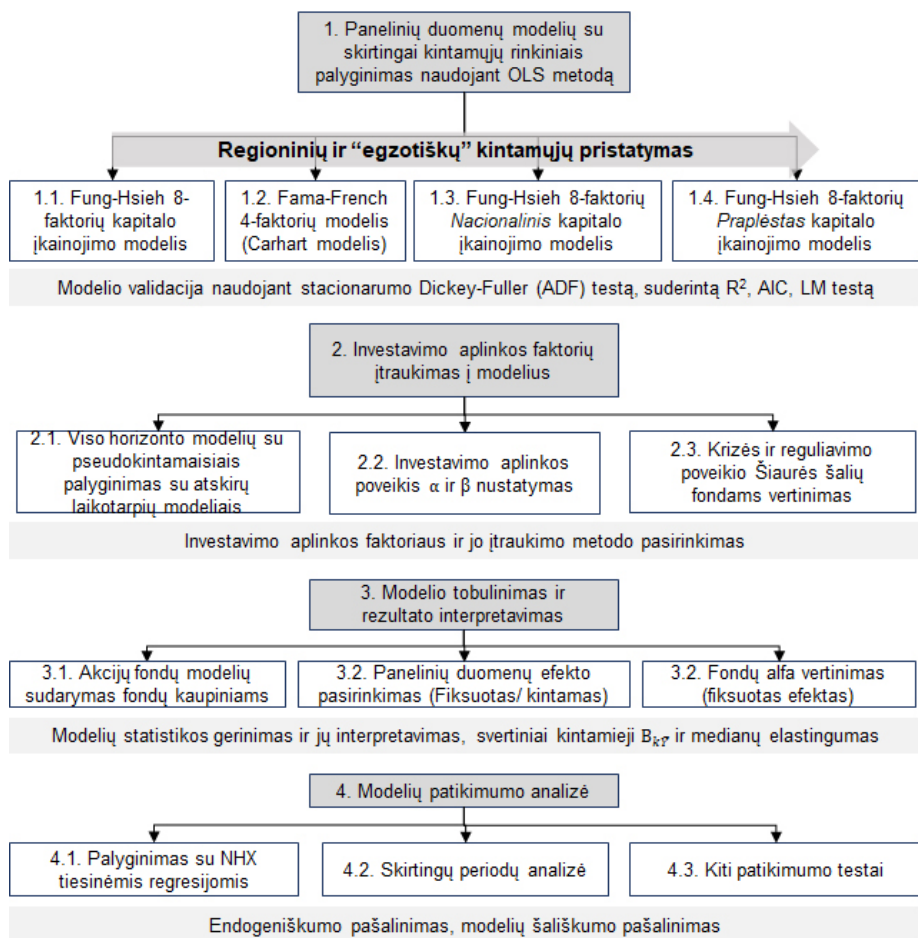 1. Panelinių duomenų modelių su
skirtingai kintamųjų rinkiniais
palyginimas naudojant OLS metodą
Regioninių ir “egzotiškų” kintamųjų pristatymas
1.1. Fung-Hsieh 8-
faktorių kapitalo
įkainojimo modelis
1.2. Fama-French
4-faktorių modelis
(Carhart modelis)
1.3. Fung-Hsieh 8-faktorių
Nacionalinis kapitalo
įkainojimo modelis
1.4. Fung-Hsieh 8-faktorių
Praplėstas kapitalo
įkainojimo modelis
Modelio validacija naudojant stacionarumo Dickey-Fuller (ADF) testą, suderintą R², AIC, LM testą
2. Investavimo aplinkos faktorių
įtraukimas į modelius
2.1. Viso horizonto modelių su
pseudokintamaisiais
palyginimas su atskirų
laikotarpių modeliais
2.2. Investavimo aplinkos
poveikis α ir β nustatymas
2.3. Krizės ir reguliavimo
poveikio Šiaurės šalių
fondams vertinimas
Investavimo aplinkos faktoriaus ir jo įtraukimo metodo pasirinkimas
3. Modelio tobulinimas ir
rezultato interpretavimas
3.1. Akcijų fondų modelių
sudarymas fondų kaupiniams
3.2. Panelinių duomenų efekto
pasirinkimas (Fiksuotas/ kintamas)
3.2. Fondų alfa vertinimas
(fiksuotas efektas)
Modelių statistikos gerinimas ir jų interpretavimas, svertiniai kintamieji ir medianų elastingumas
4. Modelių patikimumo analizė
4.1. Palyginimas su NHX
tiesinėmis regresijomis
4.2. Skirtingų periodų analizė
4.3. Kiti patikimumo testai
Endogeniškumo pašalinimas, modelių šališkumo pašalinimas